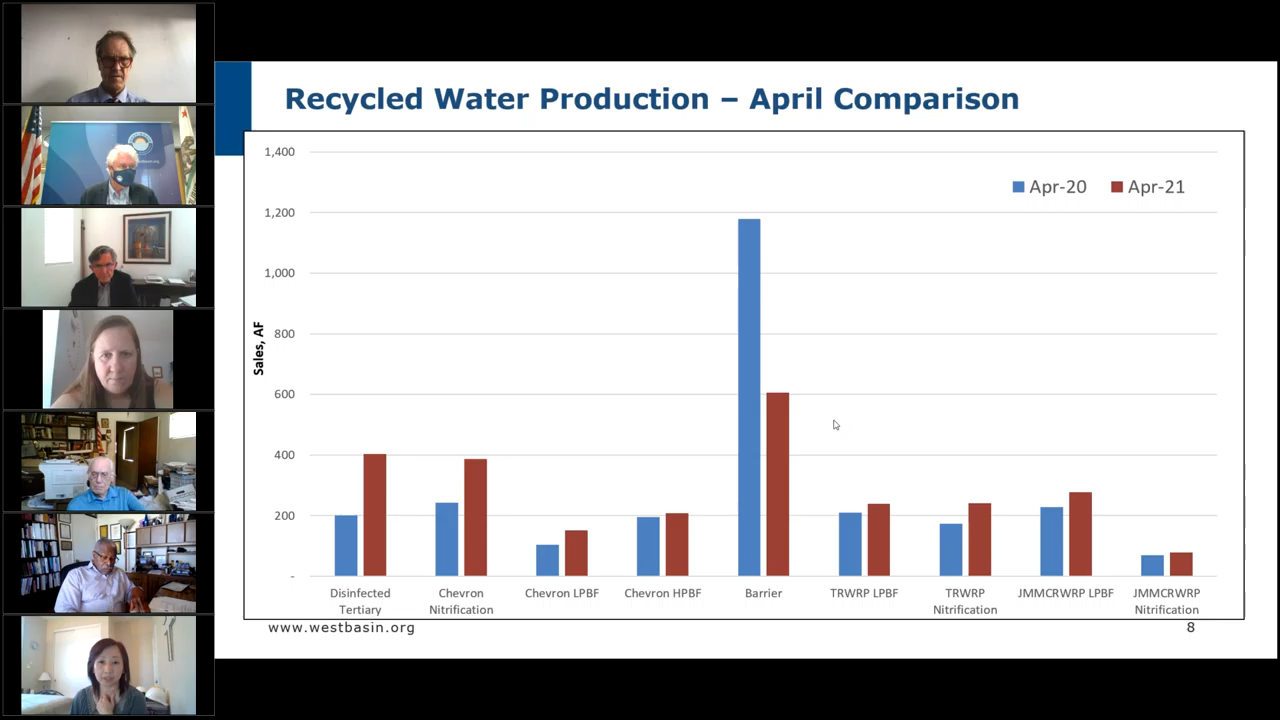 Recycled Water Production – April Comparison
1,400
1,200
1,000
800
600
400
200
-
Sales, AF
Apr-20 Apr-21
Disinfected Tertiary
Chevron Nitrification
Chevron LPBF
Chevron HPBF
Barrier
TRWRP LPBF
TRWRP Nitrification
JMMCRWRP LPBF
JMMCRWRP Nitrification
www.westbasin.org
8